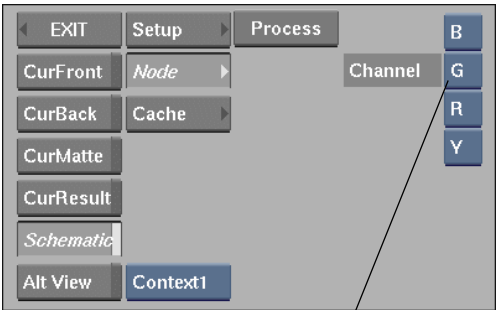 EXIT Setup Process B
CurFront Node Channel G
CurBack Cache R
CurMatte Y
CurResult
Schematic
Alt View Context1